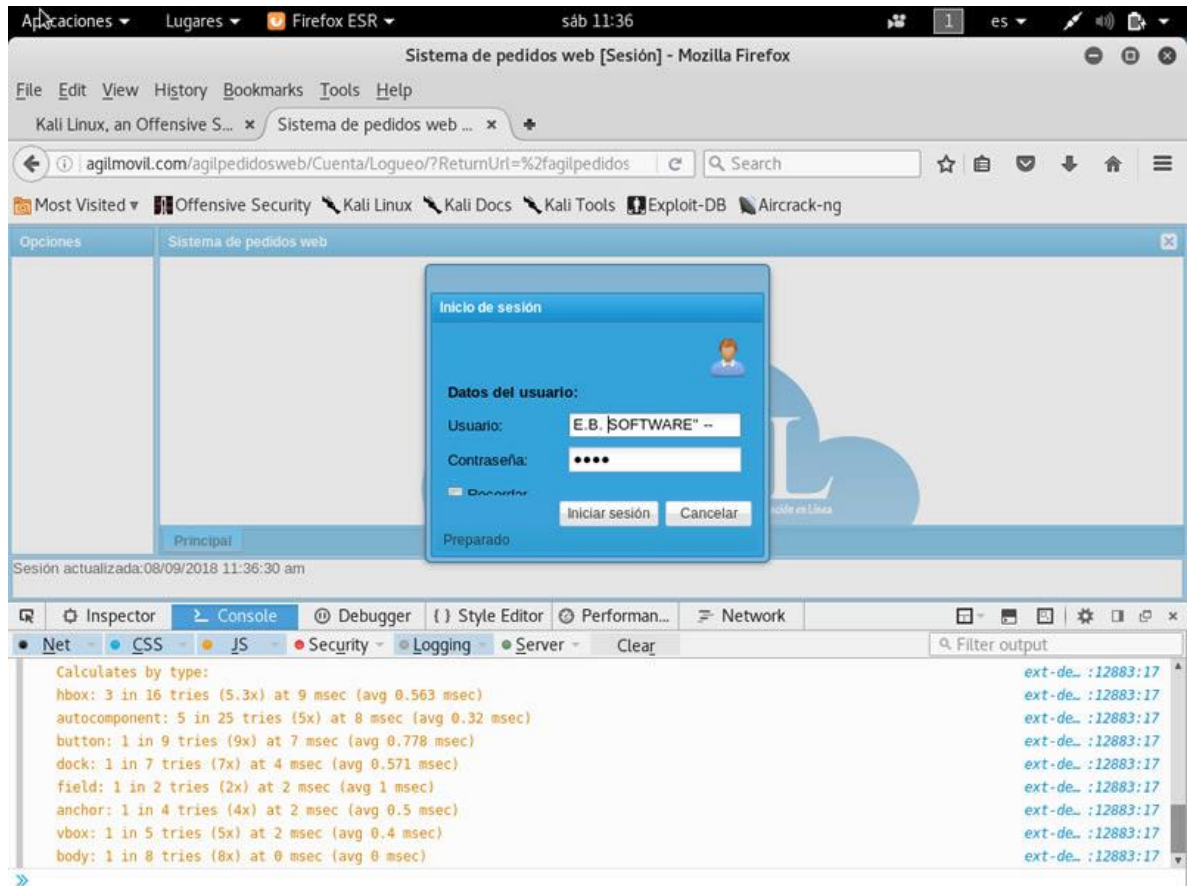 Aplicaciones ▾ Lugares ▾ Firefox ESR ▾ sáb 11:36 1 es ▾
Sistema de pedidos web [Sesión] - Mozilla Firefox
File Edit View History Bookmarks Tools Help
Kali Linux, an Offensive S... × Sistema de pedidos web ... ×
agilmovil.com/agilpedidosweb/Cuenta/Logueo/?ReturnUrl=%2fagilpedidos Search
Most Visited ▾ Offensive Security Kali Linux Kali Docs Kali Tools Exploit-DB Aircrack-ng
Opciones Sistema de pedidos web
Inicio de sesión
Datos del usuario:
Usuario: E.B. SOFTWARE" --
Contraseña: ••••
Recordar
Iniciar sesión Cancelar
Preparado
Principal
Sesión actualizada:08/09/2018 11:36:30 am
Inspector Console Debugger { } Style Editor Performan... Network
Net CSS JS Security Logging Server Clear Filter output
Calculates by type: ext-de… :12883:17
hbox: 3 in 16 tries (5.3x) at 9 msec (avg 0.563 msec) ext-de… :12883:17
autocomponent: 5 in 25 tries (5x) at 8 msec (avg 0.32 msec) ext-de… :12883:17
button: 1 in 9 tries (9x) at 7 msec (avg 0.778 msec) ext-de… :12883:17
dock: 1 in 7 tries (7x) at 4 msec (avg 0.571 msec) ext-de… :12883:17
field: 1 in 2 tries (2x) at 2 msec (avg 1 msec) ext-de… :12883:17
anchor: 1 in 4 tries (4x) at 2 msec (avg 0.5 msec) ext-de… :12883:17
vbox: 1 in 5 tries (5x) at 2 msec (avg 0.4 msec) ext-de… :12883:17
body: 1 in 8 tries (8x) at 0 msec (avg 0 msec) ext-de… :12883:17
»